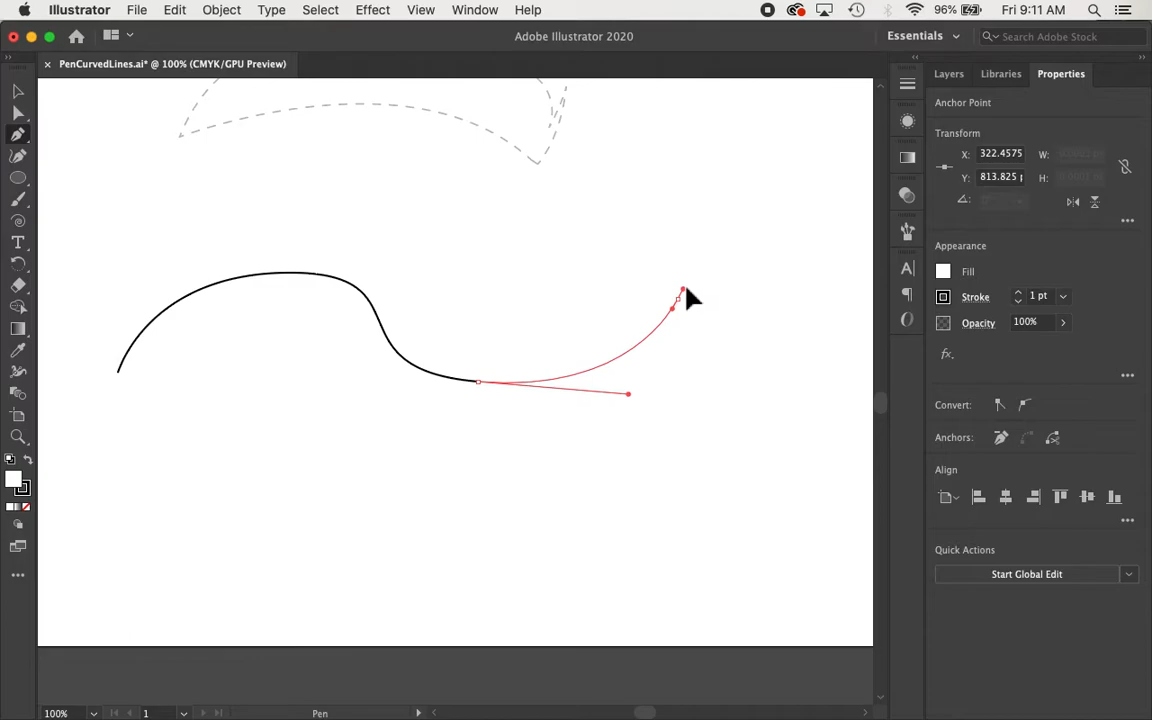 Illustrator File Edit Object Type Select Effect View Window Help 96% Fri 9:11 AM
Adobe Illustrator 2020 Essentials Search Adobe Stock
× PenCurvedLines.ai* @ 100% (CMYK/GPU Preview)
Layers Libraries Properties
Anchor Point
Transform
X: 322.4575 W:
Y: 813.825 H:
Appearance
Fill
Stroke 1 pt
Opacity 100%
Convert:
Anchors:
Align
Quick Actions
Start Global Edit
100% 1 Pen